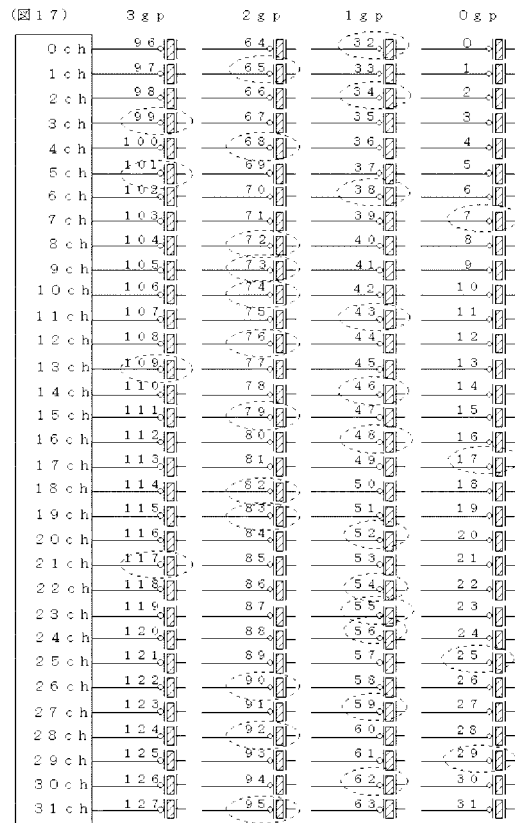 (図17) 3gp 2gp 1gp 0gp
0ch 96 64 32 0
1ch 97 65 33 1
2ch 98 66 34 2
3ch 99 67 35 3
4ch 100 68 36 4
5ch 101 69 37 5
6ch 102 70 38 6
7ch 103 71 39 7
8ch 104 72 40 8
9ch 105 73 41 9
10ch 106 74 42 10
11ch 107 75 43 11
12ch 108 76 44 12
13ch 109 77 45 13
14ch 110 78 46 14
15ch 111 79 47 15
16ch 112 80 48 16
17ch 113 81 49 17
18ch 114 82 50 18
19ch 115 83 51 19
20ch 116 84 52 20
21ch 117 85 53 21
22ch 118 86 54 22
23ch 119 87 55 23
24ch 120 88 56 24
25ch 121 89 57 25
26ch 122 90 58 26
27ch 123 91 59 27
28ch 124 92 60 28
29ch 125 93 61 29
30ch 126 94 62 30
31ch 127 95 63 31